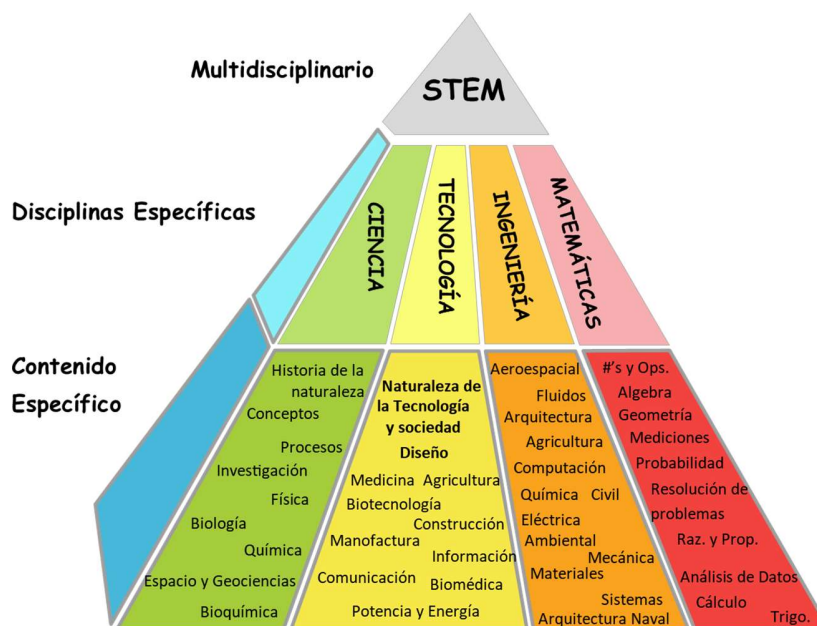 Multidisciplinario
STEM
Disciplinas Específicas
CIENCIA
TECNOLOGÍA
INGENIERÍA
MATEMÁTICAS
Contenido
Específico
Historia de la
naturaleza
Conceptos
Procesos
Investigación
Física
Biología
Química
Espacio y Geociencias
Bioquímica
Naturaleza de
la Tecnología
y sociedad
Diseño
Medicina Agricultura
Biotecnología
Construcción
Manofactura
Información
Comunicación
Biomédica
Potencia y Energía
Aeroespacial
Fluidos
Arquitectura
Agricultura
Computación
Química Civil
Eléctrica
Ambiental
Mecánica
Materiales
Sistemas
Arquitectura Naval
#'s y Ops.
Algebra
Geometría
Mediciones
Probabilidad
Resolución de
problemas
Raz. y Prop.
Análisis de Datos
Cálculo
Trigo.